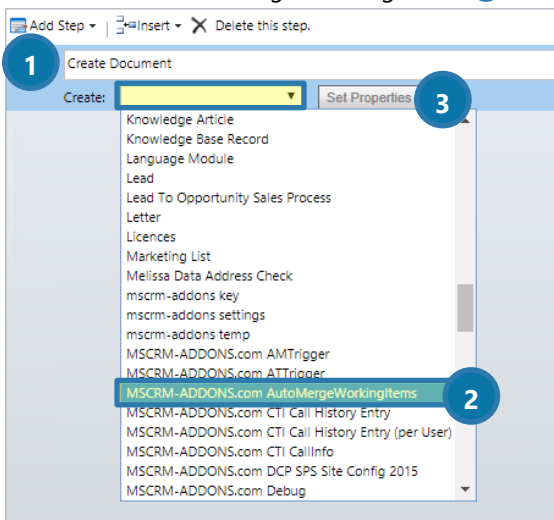 Add Step ▾ | Insert ▾ Delete this step.
1
Create Document
Create: Set Properties 3
Knowledge Article
Knowledge Base Record
Language Module
Lead
Lead To Opportunity Sales Process
Letter
Licences
Marketing List
Melissa Data Address Check
mscrm-addons key
mscrm-addons settings
mscrm-addons temp
MSCRM-ADDONS.com AMTrigger
MSCRM-ADDONS.com ATTrigger
MSCRM-ADDONS.com AutoMergeWorkingItems 2
MSCRM-ADDONS.com CTI Call History Entry
MSCRM-ADDONS.com CTI Call History Entry (per User)
MSCRM-ADDONS.com CTI CallInfo
MSCRM-ADDONS.com DCP SPS Site Config 2015
MSCRM-ADDONS.com Debug